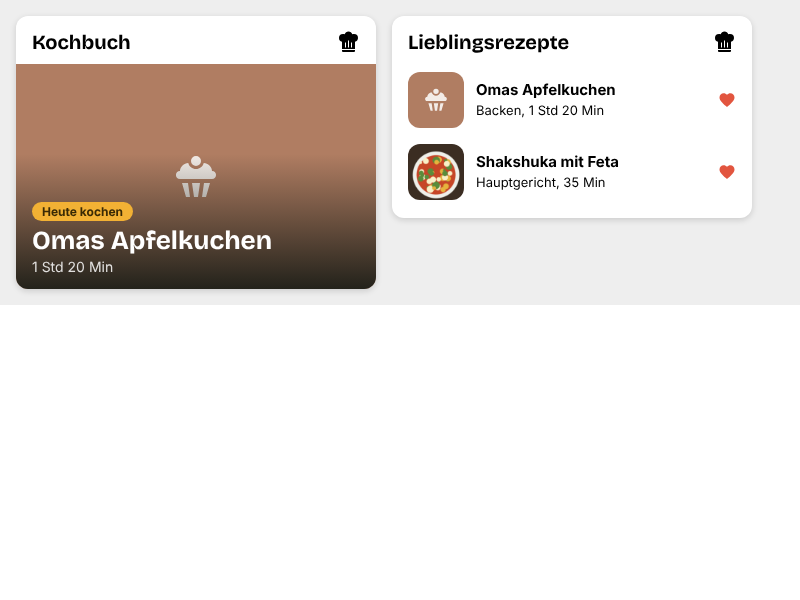 Kochbuch
Heute kochen
Omas Apfelkuchen
1 Std 20 Min
Lieblingsrezepte
Omas Apfelkuchen
Backen, 1 Std 20 Min
Shakshuka mit Feta
Hauptgericht, 35 Min